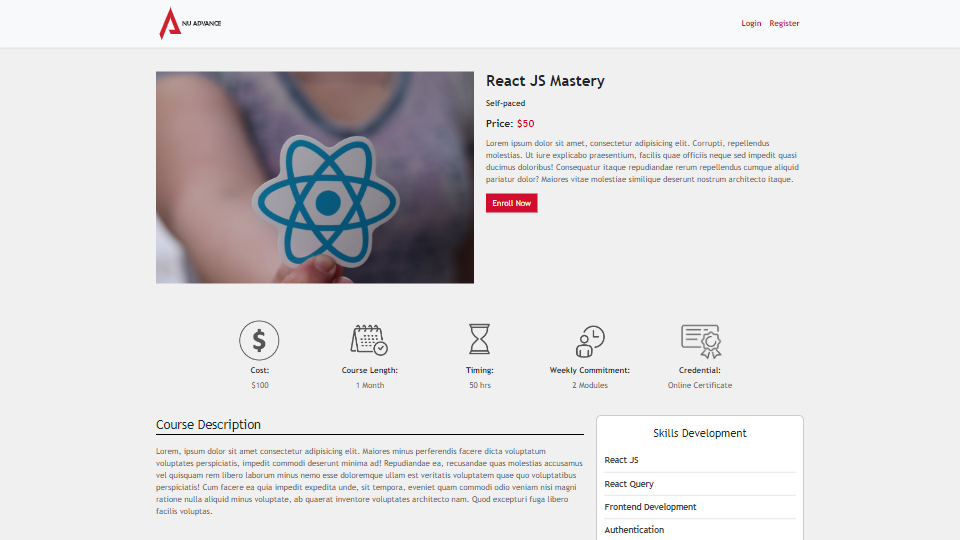 NU ADVANCE
Login Register
React JS Mastery
Self-paced
Price: $50
Lorem ipsum dolor sit amet, consectetur adipisicing elit. Corrupti, repellendus
molestias. Ut iure explicabo praesentium, facilis quae officiis neque sed impedit quasi
ducimus doloribus! Consequatur itaque repudiandae rerum repellendus cumque aliquid
pariatur dolor? Maiores vitae molestiae similique deserunt nostrum architecto itaque.
Enroll Now
Cost:
$100
Course Length:
1 Month
Timing:
50 hrs
Weekly Commitment:
2 Modules
Credential:
Online Certificate
Course Description
Lorem, ipsum dolor sit amet consectetur adipisicing elit. Maiores minus perferendis facere dicta voluptatum
voluptates perspiciatis, impedit commodi deserunt minima ad! Repudiandae ea, recusandae quas molestias accusamus
vel quisquam rem libero laborum minus nemo esse doloremque ullam est veritatis voluptatem quae quo voluptatibus
perspiciatis! Cum facere ea quia impedit expedita unde, sit tempora, eveniet quam commodi odio veniam nisi magni
ratione nulla aliquid minus voluptate, ab quaerat inventore voluptates architecto nam. Quod excepturi fuga libero
facilis voluptas.
Skills Development
React JS
React Query
Frontend Development
Authentication